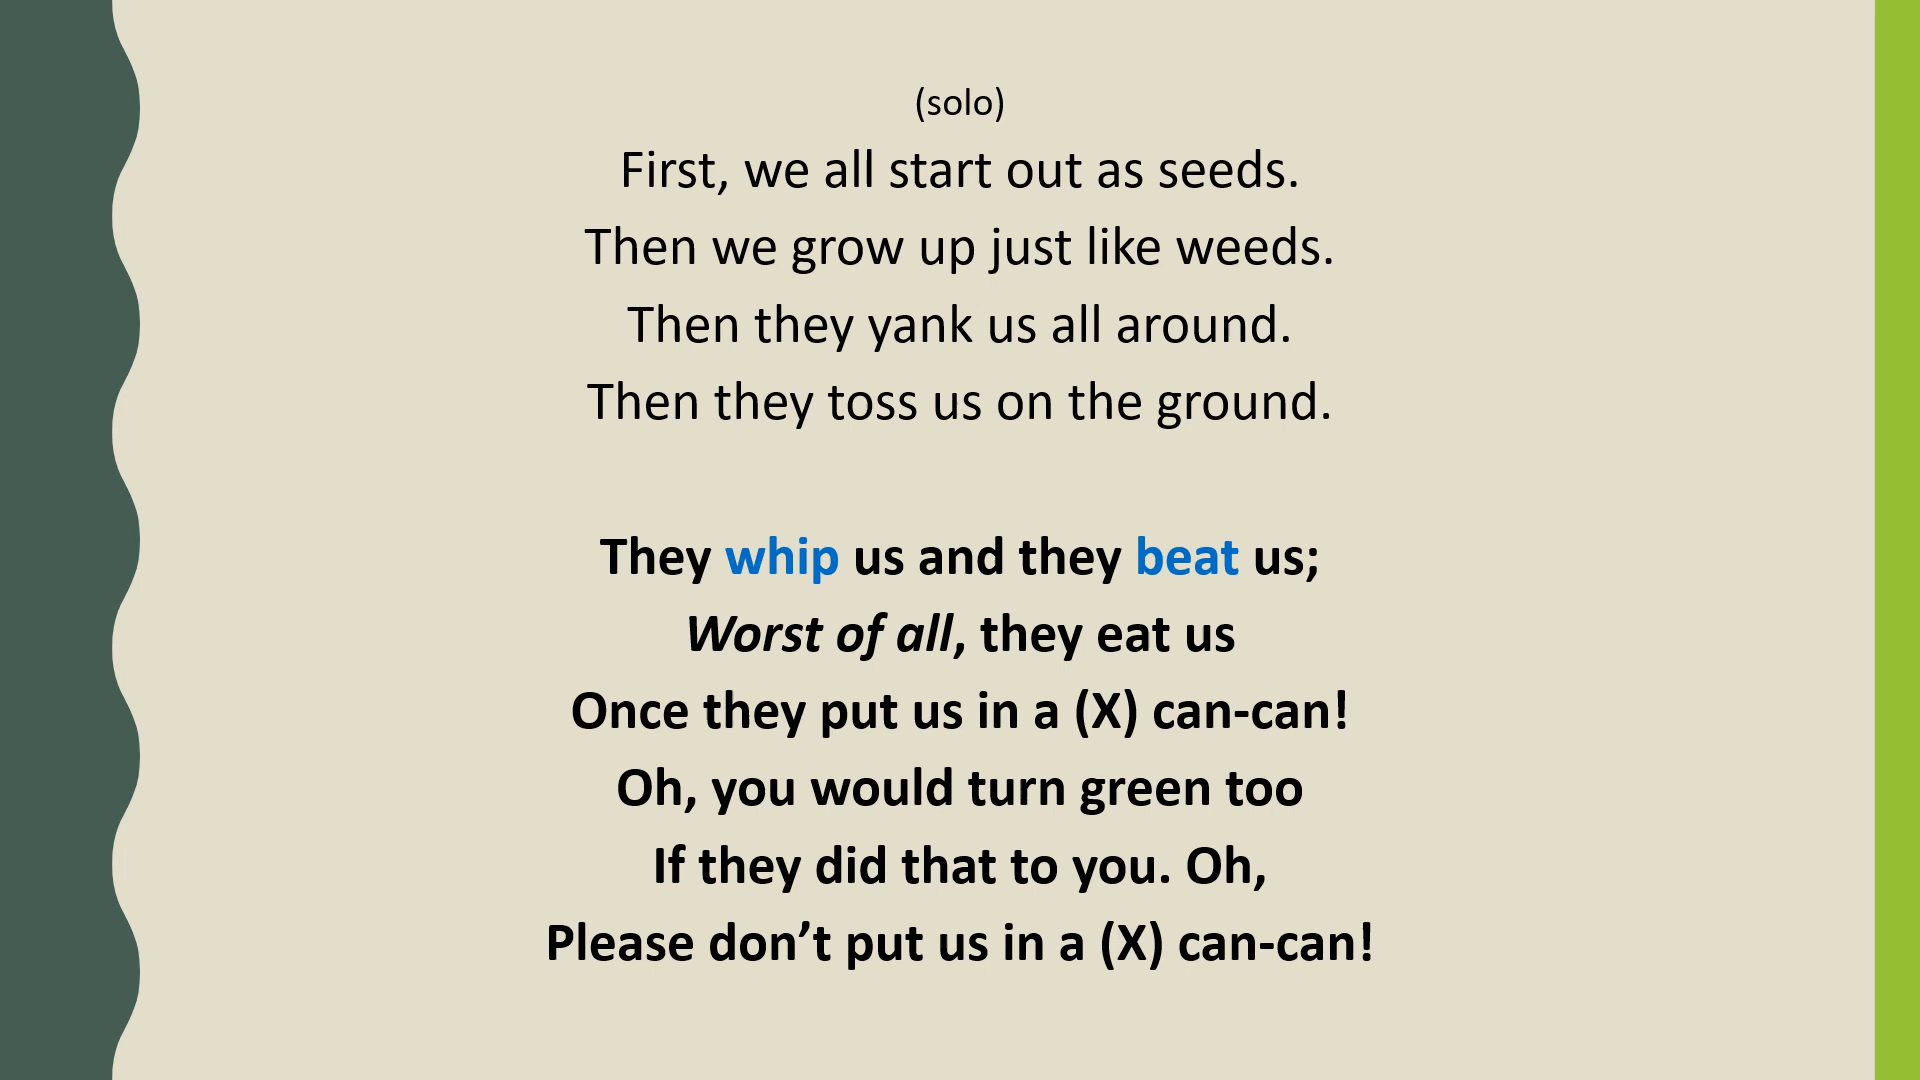 (solo)
First, we all start out as seeds.
Then we grow up just like weeds.
Then they yank us all around.
Then they toss us on the ground.
They whip us and they beat us;
Worst of all, they eat us
Once they put us in a (X) can-can!
Oh, you would turn green too
If they did that to you. Oh,
Please don’t put us in a (X) can-can!